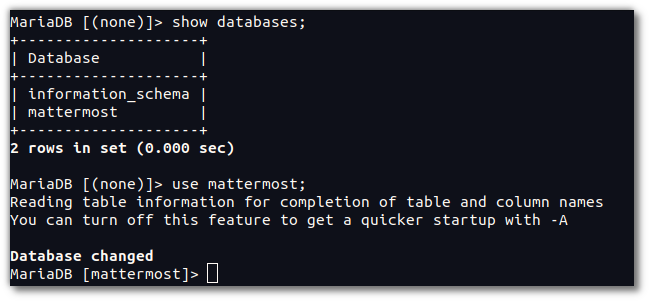 MariaDB [(none)]> show databases;
+--------------------+
| Database           |
+--------------------+
| information_schema |
| mattermost         |
+--------------------+
2 rows in set (0.000 sec)
MariaDB [(none)]> use mattermost;
Reading table information for completion of table and column names
You can turn off this feature to get a quicker startup with -A
Database changed
MariaDB [mattermost]>